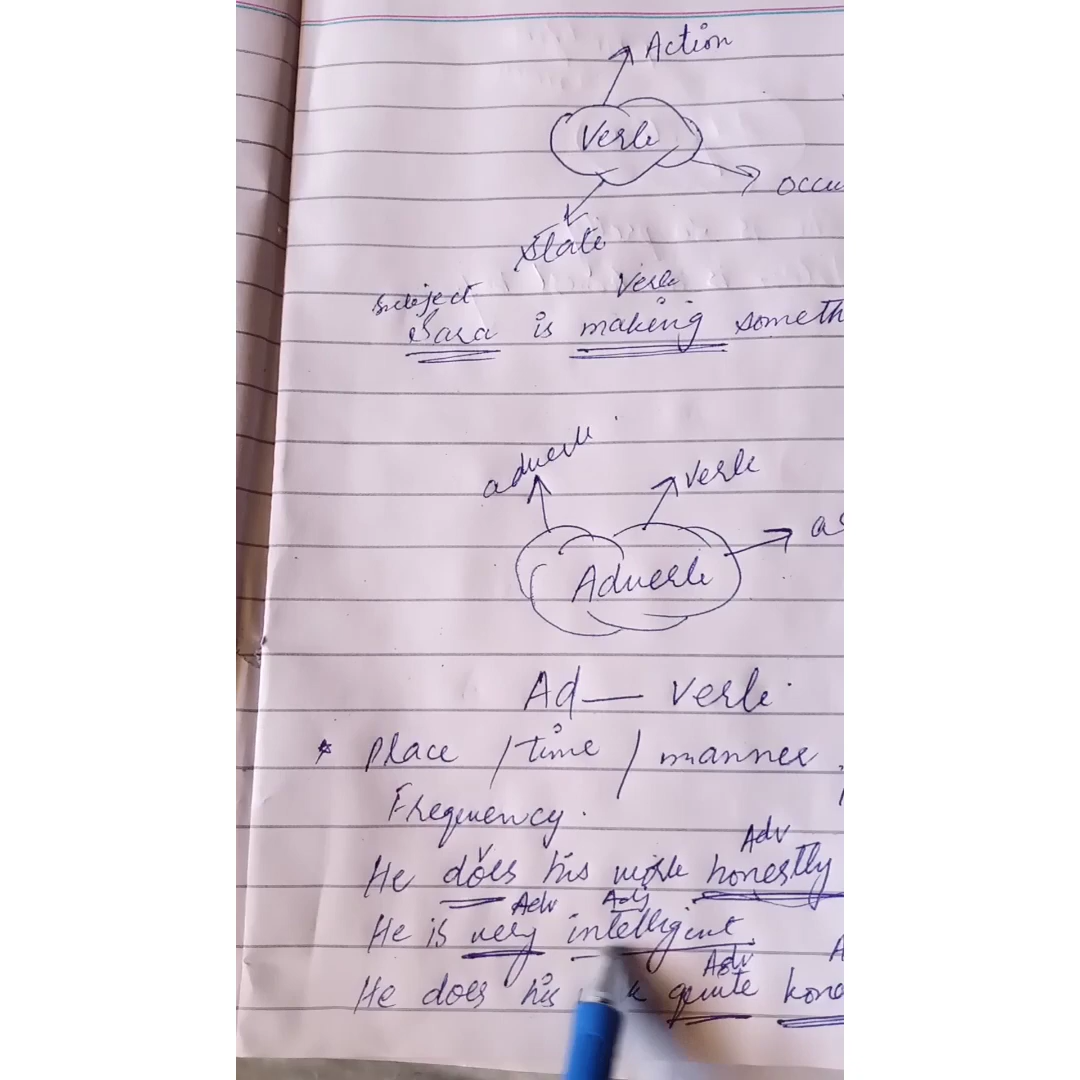 Action
Verb
occu
State
Subject
Verb
Sara is making someth
adverb
verb
Adverb
Ad — verb
* Place / time / manner
Frequency.
Adv
V
He does his work honestly
Adv Adj
He is very intelligent.
Adv
He does his quite hone